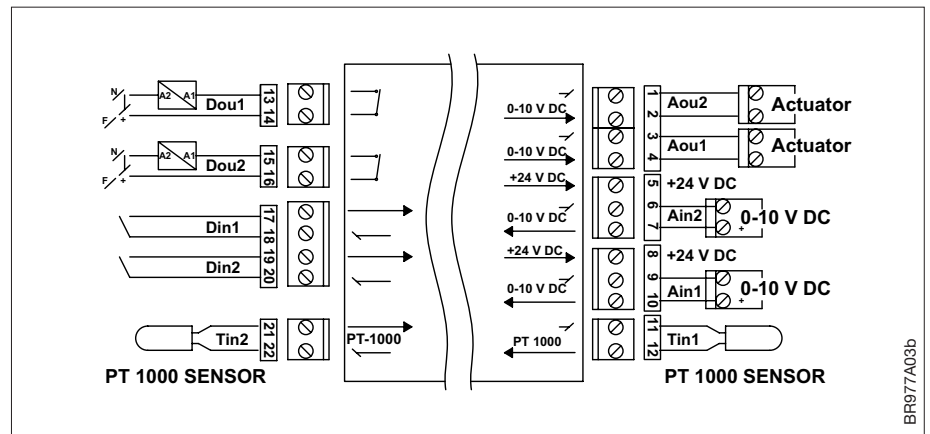 N A2 A1 Dou1 13
F + 14
N A2 A1 Dou2 15
F + 16
17
Din1 18
19
Din2 20
21
Tin2 22
PT-1000
PT 1000 SENSOR
0-10 V DC
0-10 V DC
+24 V DC
0-10 V DC
+24 V DC
0-10 V DC
PT 1000
1 Aou2 Actuator
2
3 Aou1 Actuator
4
5 +24 V DC
6 Ain2 0-10 V DC
7 +
8 +24 V DC
9 Ain1 0-10 V DC
10 +
11 Tin1
12
PT 1000 SENSOR
BR977A03b